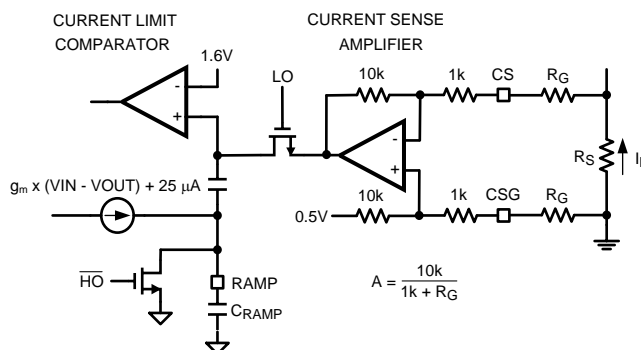 CURRENT LIMIT
COMPARATOR
CURRENT SENSE
AMPLIFIER
1.6V
-
+
LO
10k
1k
CS
R_G
-
+
R_S
10k
0.5V
1k
CSG
R_G
g_m x (VIN - VOUT) + 25 μA
HO
RAMP
C_RAMP
A = 10k / 1k + R_G